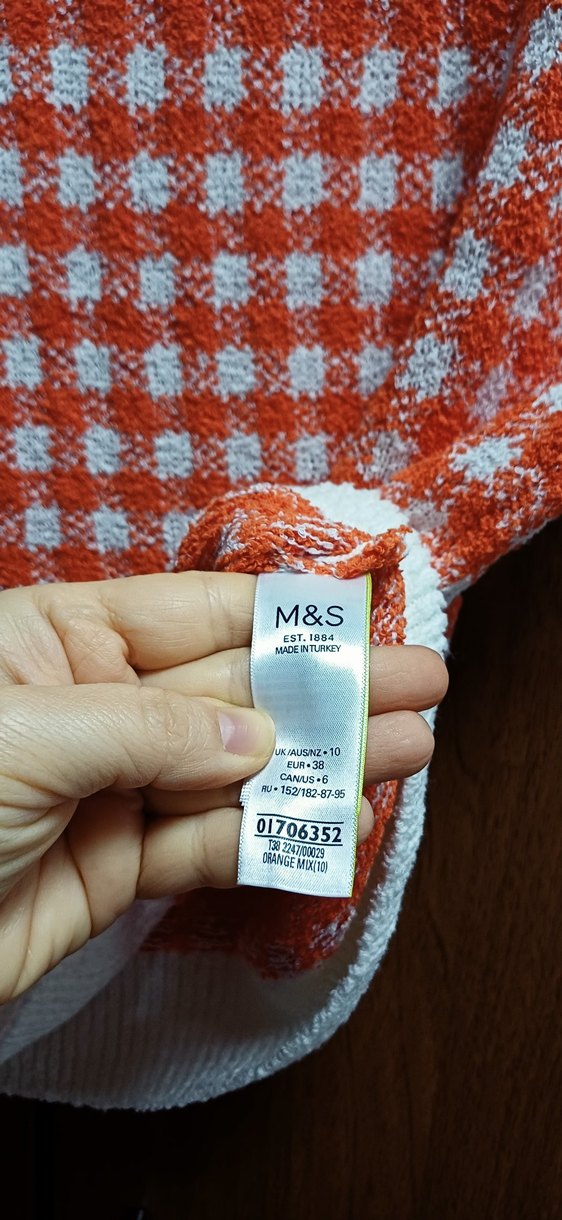 M&S
EST. 1884
MADE IN TURKEY
UK/AUS/NZ • 10
EUR • 38
CAN/US • 6
RU • 152/182-87-95
01706352
T38 2247/00029
ORANGE MIX(10)